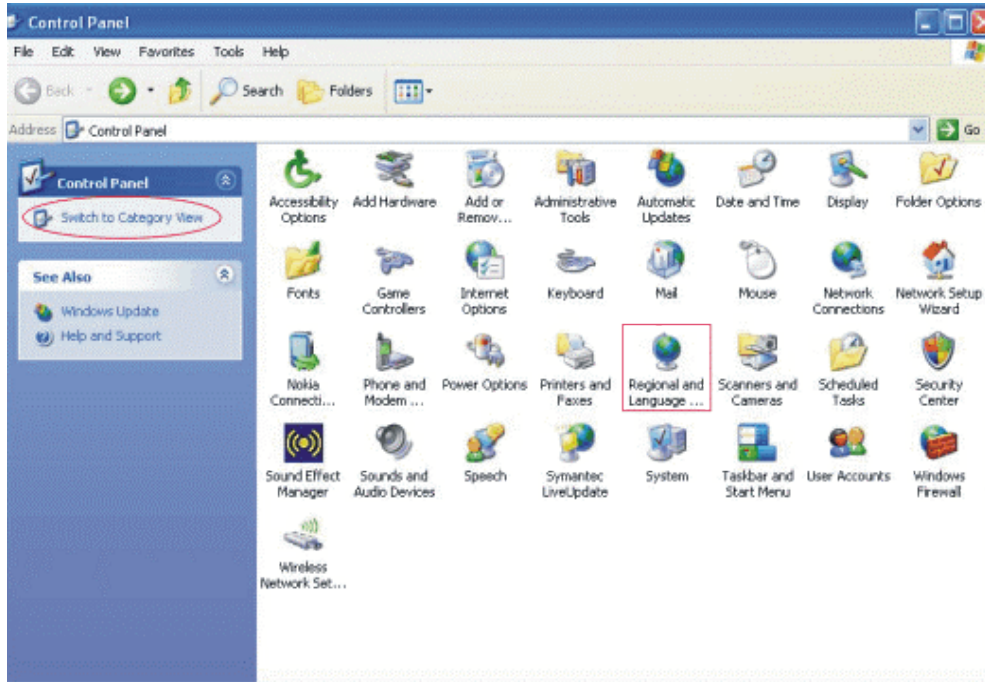 Control Panel
File Edit View Favorites Tools Help
Back Search Folders
Address Control Panel Go
Control Panel
Switch to Category View
See Also
Windows Update
Help and Support
Accessibility Options
Add Hardware
Add or Remov...
Administrative Tools
Automatic Updates
Date and Time
Display
Folder Options
Fonts
Game Controllers
Internet Options
Keyboard
Mail
Mouse
Network Connections
Network Setup Wizard
Nokia Connecti...
Phone and Modem ...
Power Options
Printers and Faxes
Regional and Language ...
Scanners and Cameras
Scheduled Tasks
Security Center
Sound Effect Manager
Sounds and Audio Devices
Speech
Symantec LiveUpdate
System
Taskbar and Start Menu
User Accounts
Windows Firewall
Wireless Network Set...